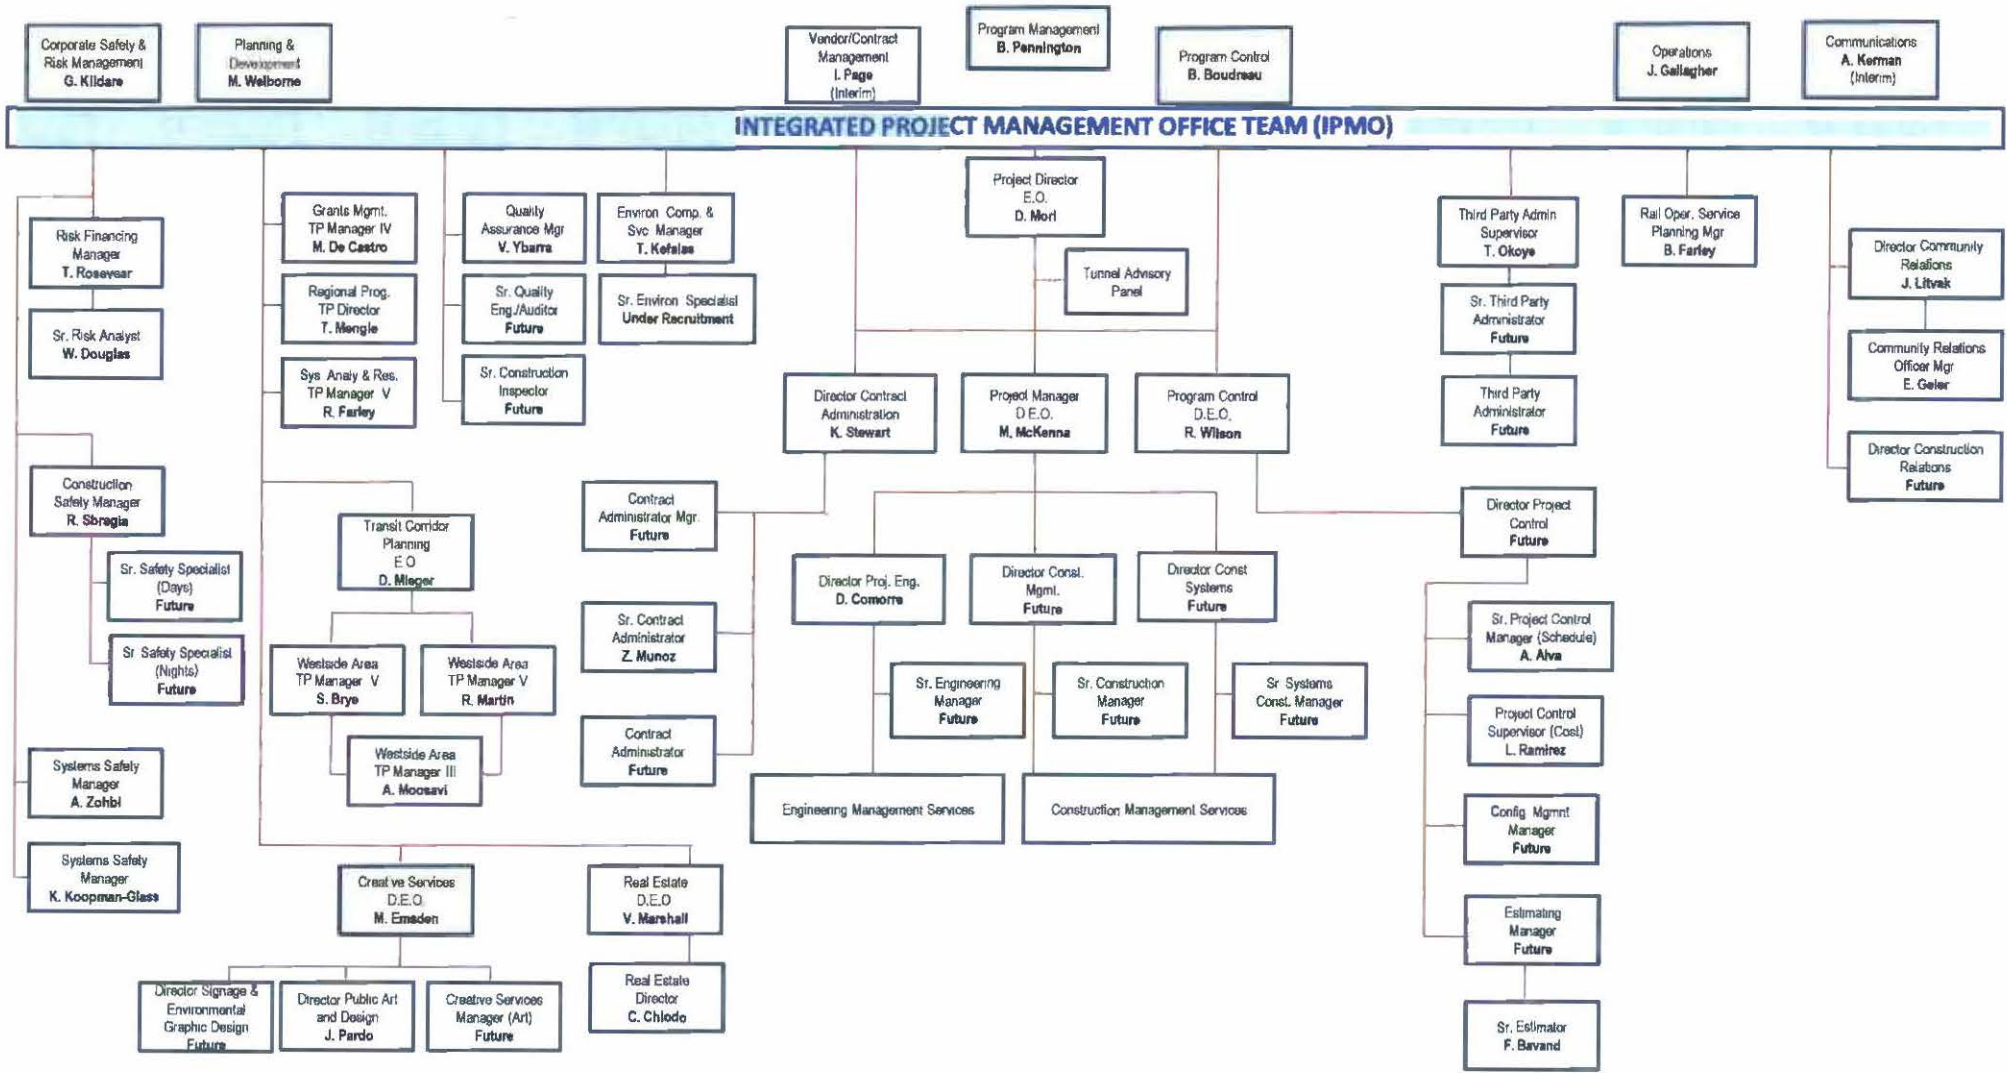 Corporate Safety &
Risk Management
G. Kildare
Planning &
Development
M. Welborne
Vendor/Contract
Management
I. Page
(Interim)
Program Management
B. Pennington
Program Control
B. Boudreau
Operations
J. Gallagher
Communications
A. Kerman
(Interim)
INTEGRATED PROJECT MANAGEMENT OFFICE TEAM (IPMO)
Risk Financing
Manager
T. Rosevear
Sr. Risk Analyst
W. Douglas
Construction
Safety Manager
R. Sbragia
Sr. Safety Specialist
(Days)
Future
Sr Safety Specialist
(Nights)
Future
Systems Safety
Manager
A. Zohbi
Systems Safety
Manager
K. Koopman-Glass
Grants Mgmt.
TP Manager IV
M. De Castro
Regional Prog.
TP Director
T. Mengle
Sys Analy & Res.
TP Manager V
R. Farley
Transit Corridor
Planning
E O
D. Mieger
Westside Area
TP Manager V
S. Brye
Westside Area
TP Manager V
R. Martin
Westside Area
TP Manager III
A. Moosavi
Creative Services
D.E.O.
M. Emsden
Director Signage &
Environmental
Graphic Design
Future
Director Public Art
and Design
J. Pardo
Creative Services
Manager (Art)
Future
Real Estate
D.E.O
V. Marshall
Real Estate
Director
C. Chiodo
Quality
Assurance Mgr
V. Ybarra
Sr. Quality
Eng./Auditor
Future
Sr. Construction
Inspector
Future
Environ Comp. &
Svc Manager
T. Kefalas
Sr. Environ Specialist
Under Recruitment
Project Director
E.O.
D. Mori
Tunnel Advisory
Panel
Director Contract
Administration
K. Stewart
Project Manager
D E.O.
M. McKenna
Program Control
D.E.O.
R. Wilson
Contract
Administrator Mgr.
Future
Sr. Contract
Administrator
Z. Munoz
Contract
Administrator
Future
Director Proj. Eng.
D. Comorre
Director Const.
Mgmt.
Future
Director Const
Systems
Future
Sr. Engineering
Manager
Future
Sr. Construction
Manager
Future
Sr Systems
Const. Manager
Future
Engineering Management Services
Construction Management Services
Director Project
Control
Future
Sr. Project Control
Manager (Schedule)
A. Alva
Project Control
Supervisor (Cost)
L. Ramirez
Config Mgmnt
Manager
Future
Estimating
Manager
Future
Sr. Estimator
F. Bavand
Third Party Admin
Supervisor
T. Okoye
Sr. Third Party
Administrator
Future
Third Party
Administrator
Future
Rail Oper. Service
Planning Mgr
B. Farley
Director Community
Relations
J. Litvak
Community Relations
Officer Mgr
E. Geier
Director Construction
Relations
Future